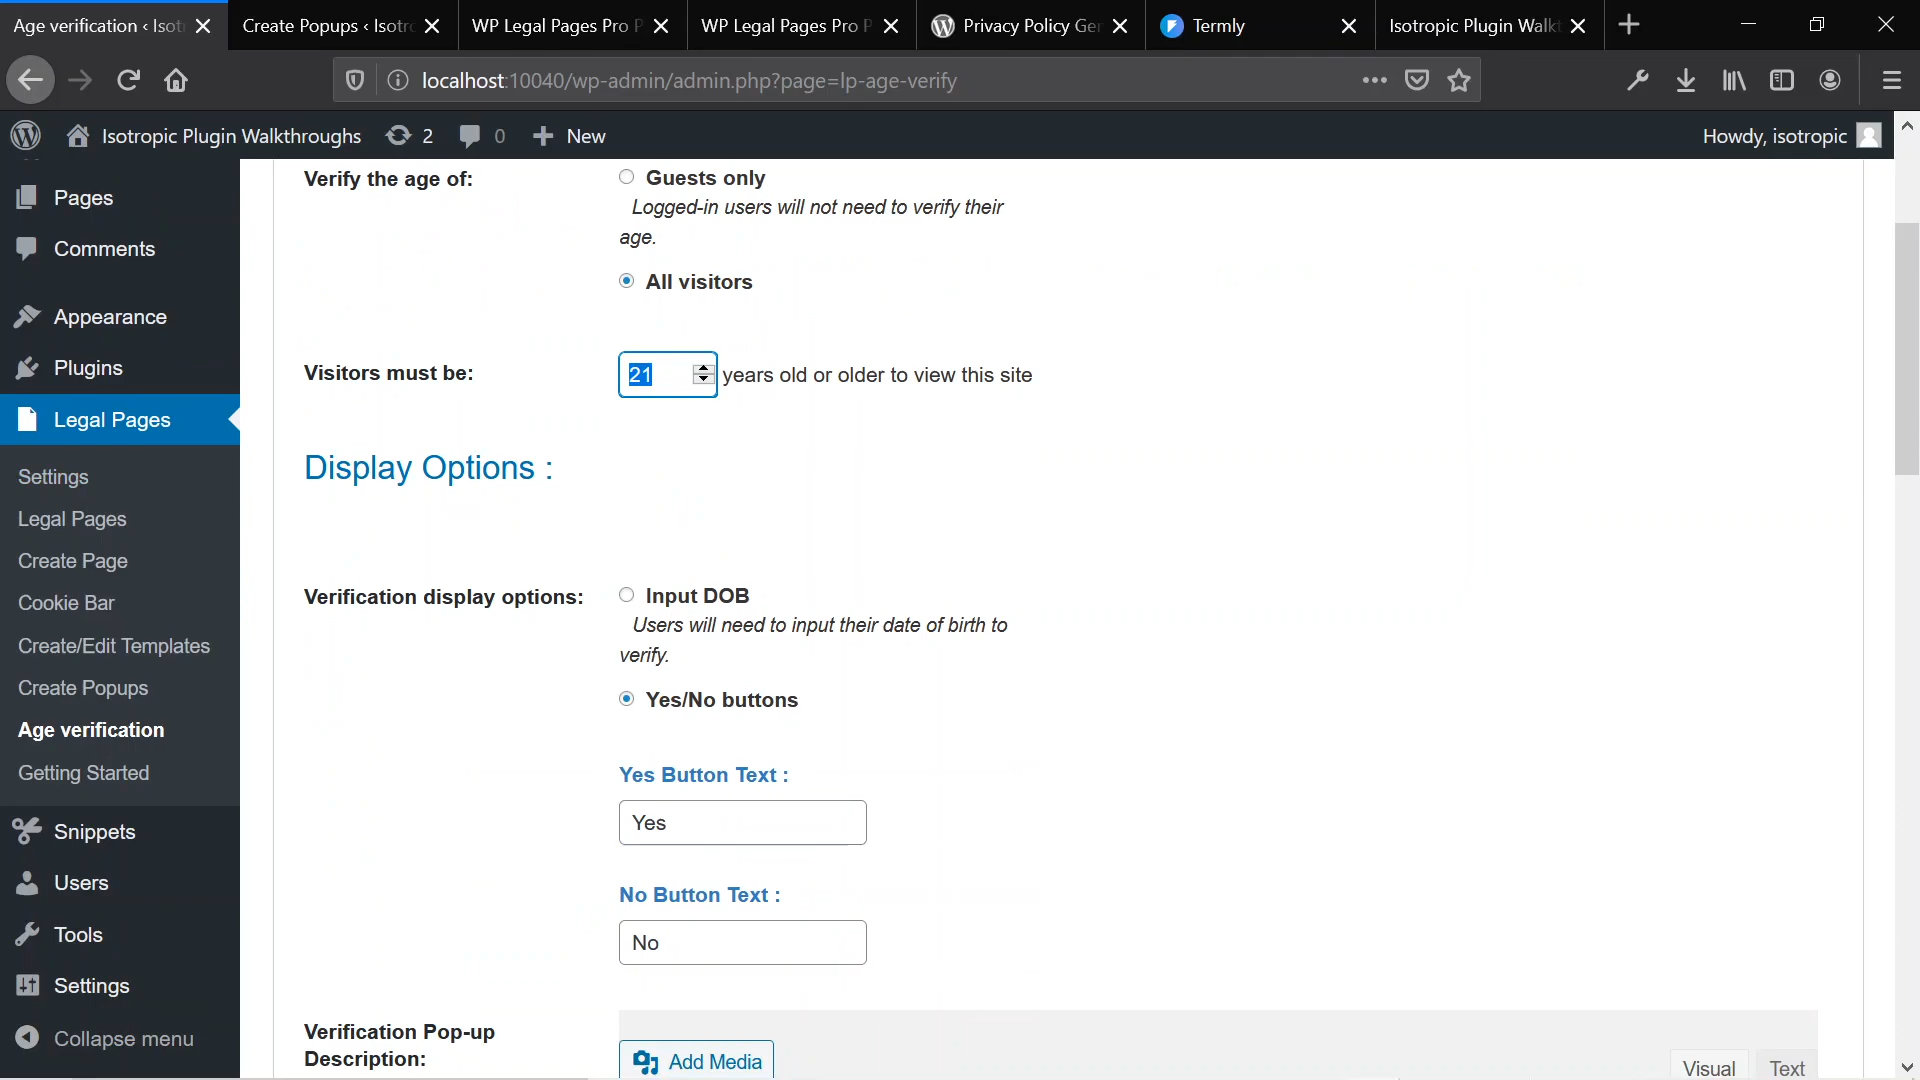 Age verification ‹ Isot
Create Popups ‹ Isotr
WP Legal Pages Pro P
WP Legal Pages Pro P
Privacy Policy Ger
Termly
Isotropic Plugin Walkt
localhost:10040/wp-admin/admin.php?page=lp-age-verify
Isotropic Plugin Walkthroughs
2
0
New
Howdy, isotropic
Pages
Comments
Appearance
Plugins
Legal Pages
Settings
Legal Pages
Create Page
Cookie Bar
Create/Edit Templates
Create Popups
Age verification
Getting Started
Snippets
Users
Tools
Settings
Collapse menu
Verify the age of:
Guests only
Logged-in users will not need to verify their
age.
All visitors
Visitors must be:
21
years old or older to view this site
Display Options :
Verification display options:
Input DOB
Users will need to input their date of birth to
verify.
Yes/No buttons
Yes Button Text :
Yes
No Button Text :
No
Verification Pop-up
Description:
Add Media
Visual
Text